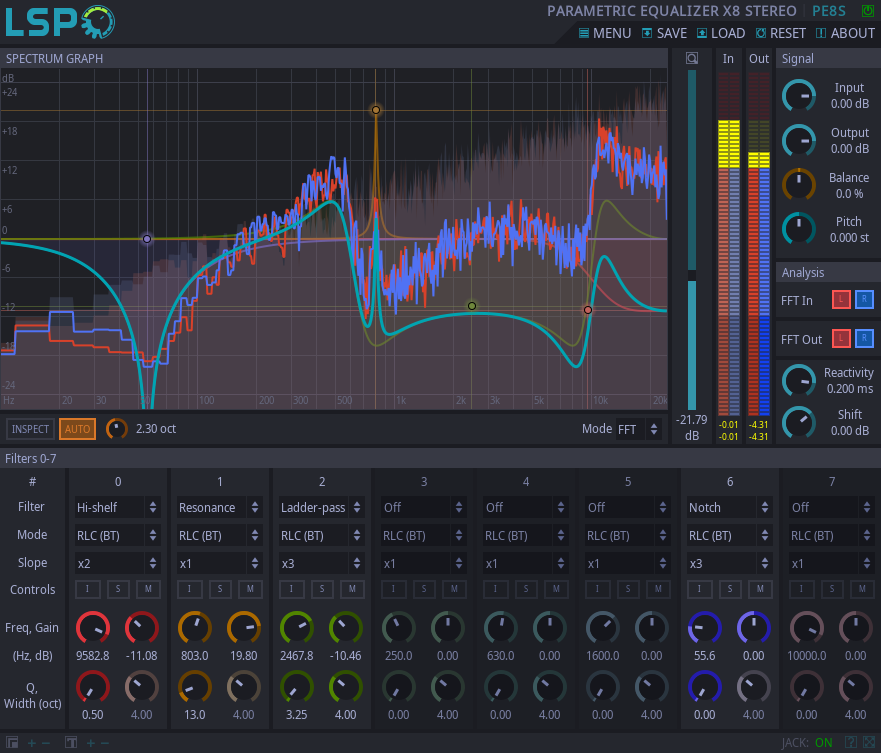 LSP
PARAMETRIC EQUALIZER X8 STEREO PE8S
MENU SAVE LOAD RESET ABOUT
SPECTRUM GRAPH
In Out
Signal
dB
+24
+18
+12
+6
0
-6
-12
-18
-24
Hz 20 30 100 200 300 500 1k 2k 3k 5k 10k 20k
Input
0.00 dB
Output
0.00 dB
Balance
0.0 %
Pitch
0.000 st
Analysis
FFT In L R
FFT Out L R
Reactivity
0.200 ms
Shift
0.00 dB
-21.79
dB
-0.01 -4.31
-0.01 -4.31
INSPECT AUTO 2.30 oct Mode FFT
Filters 0-7
# 0 1 2 3 4 5 6 7
Filter Hi-shelf Resonance Ladder-pass Off Off Off Notch Off
Mode RLC (BT) RLC (BT) RLC (BT) RLC (BT) RLC (BT) RLC (BT) RLC (BT) RLC (BT)
Slope x2 x1 x3 x1 x1 x1 x3 x1
Controls I S M I S M I S M I S M I S M I S M I S M I S M
Freq, Gain
(Hz, dB) 9582.8 -11.08 803.0 19.80 2467.8 -10.46 250.0 0.00 630.0 0.00 1600.0 0.00 55.6 0.00 10000.0 0.00
Q,
Width (oct)
0.50 4.00 13.0 4.00 3.25 4.00 0.00 4.00 0.00 4.00 0.00 4.00 0.00 4.00 0.00 4.00
JACK: ON